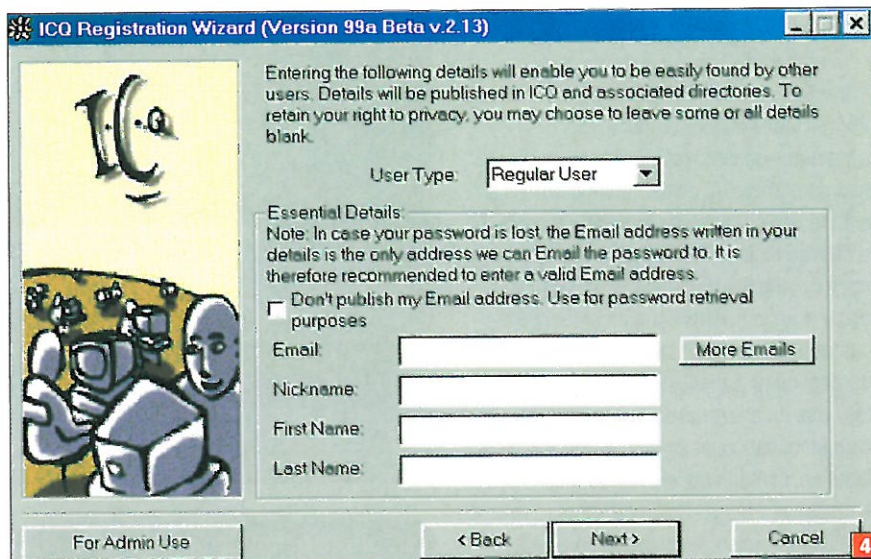 ICQ Registration Wizard (Version 99a Beta v.2.13)
Entering the following details will enable you to be easily found by other
users. Details will be published in ICQ and associated directories. To
retain your right to privacy, you may choose to leave some or all details
blank.
User Type:
Regular User
Essential Details:
Note: In case your password is lost, the Email address written in your
details is the only address we can Email the password to. It is
therefore recommended to enter a valid Email address.
Don't publish my Email address. Use for password retrieval
purposes
Email:
More Emails
Nickname:
First Name:
Last Name:
For Admin Use
< Back
Next >
Cancel
4
ICQ